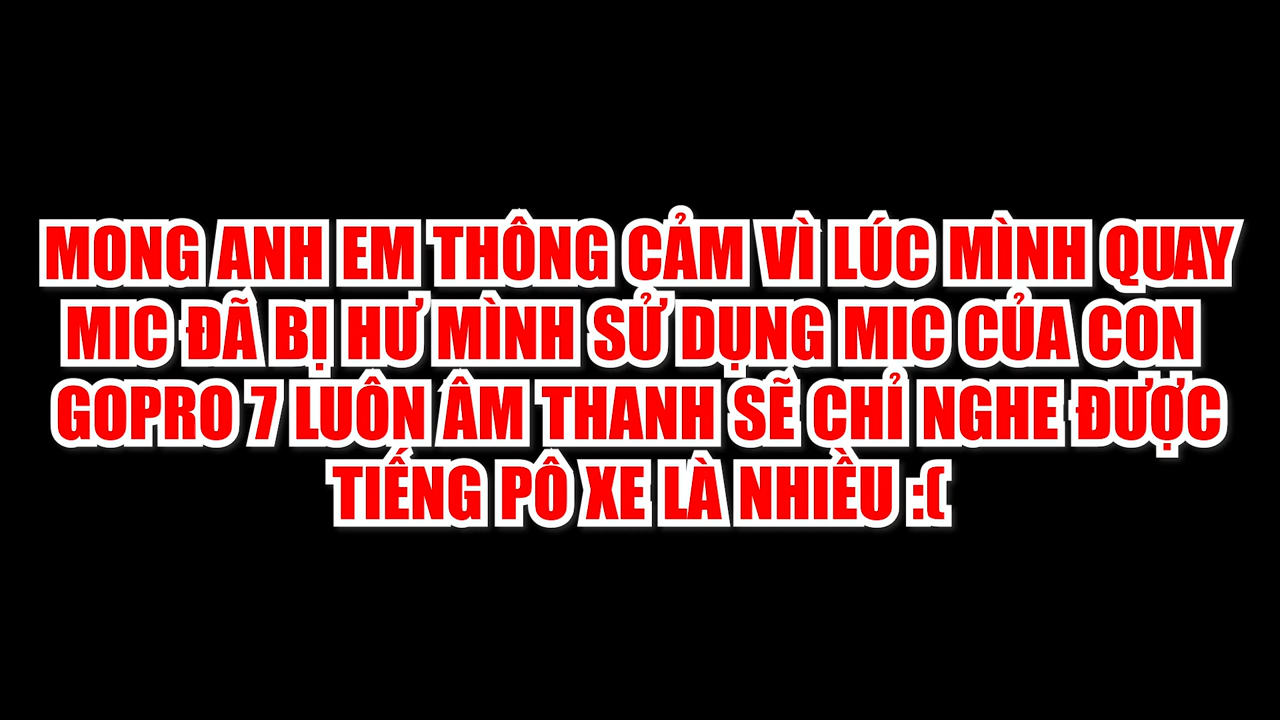 MONG ANH EM THÔNG CẢM VÌ LÚC MÌNH QUAY
MIC ĐÃ BỊ HƯ MÌNH SỬ DỤNG MIC CỦA CON
GOPRO 7 LUÔN ÂM THANH SẼ CHỈ NGHE ĐƯỢC
TIẾNG PÔ XE LÀ NHIỀU :(